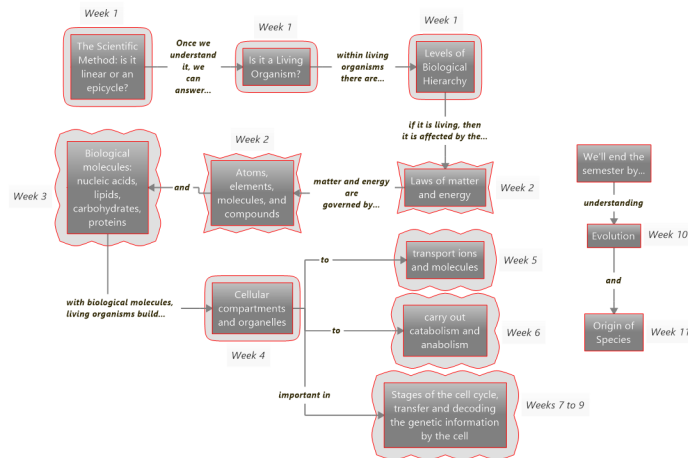 Week 1
Week 1
Week 1
The Scientific
Method: is it
linear or an
epicycle?
Once we
understand
it, we
can
answer...
Is it a Living
Organism?
within living
organisms
there are...
Levels of
Biological
Hierarchy
if it is living, then
it is affected by the...
Week 2
Laws of matter
and energy
Week 2
matter and energy
are
governed by...
Atoms,
elements,
molecules, and
compounds
and
Biological
molecules:
nucleic acids,
lipids,
carbohydrates,
proteins
Week 3
with biological molecules,
living organisms build...
Cellular
compartments
and organelles
Week 4
to
transport ions
and molecules
Week 5
to
carry out
catabolism and
anabolism
Week 6
important in
Stages of the cell cycle,
transfer and decoding
the genetic information
by the cell
Weeks 7 to 9
We'll end the
semester by...
understanding
Evolution
Week 10
and
Origin of
Species
Week 11